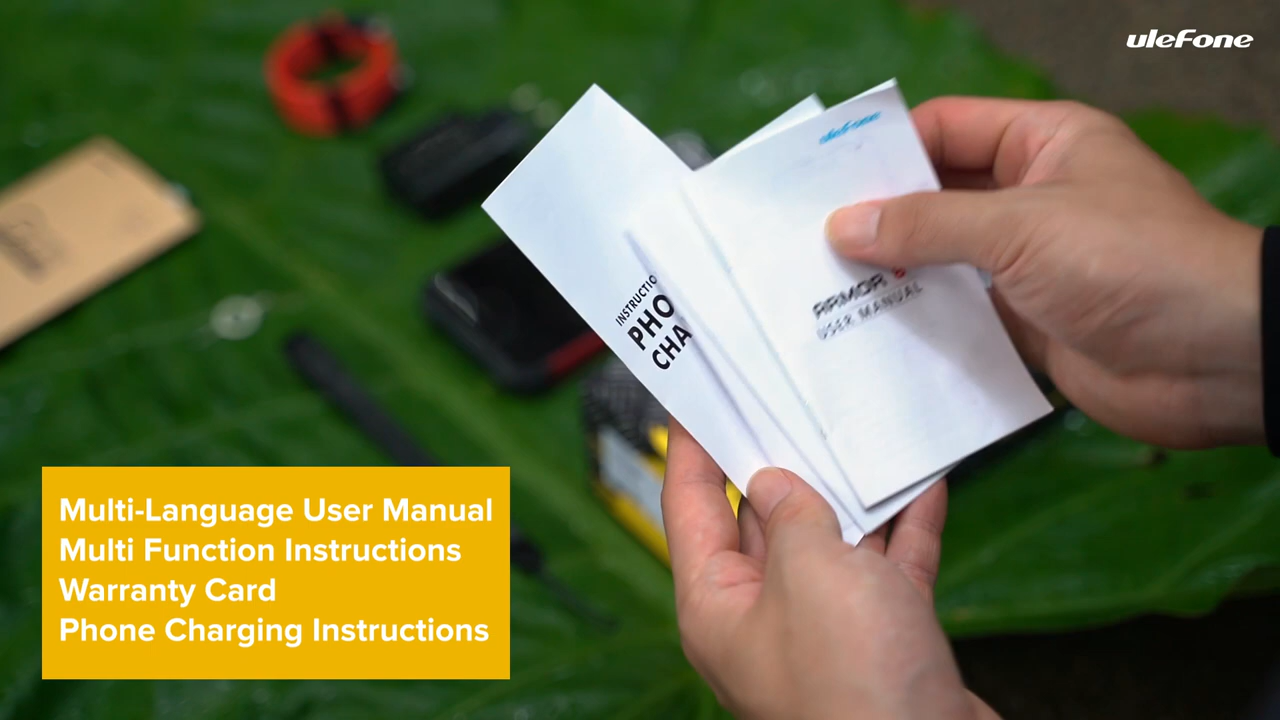 uleFone
uleFone
ARMOR
USER MANUAL
INSTRUCTIO
PHO
CHA
Multi-Language User Manual
Multi Function Instructions
Warranty Card
Phone Charging Instructions